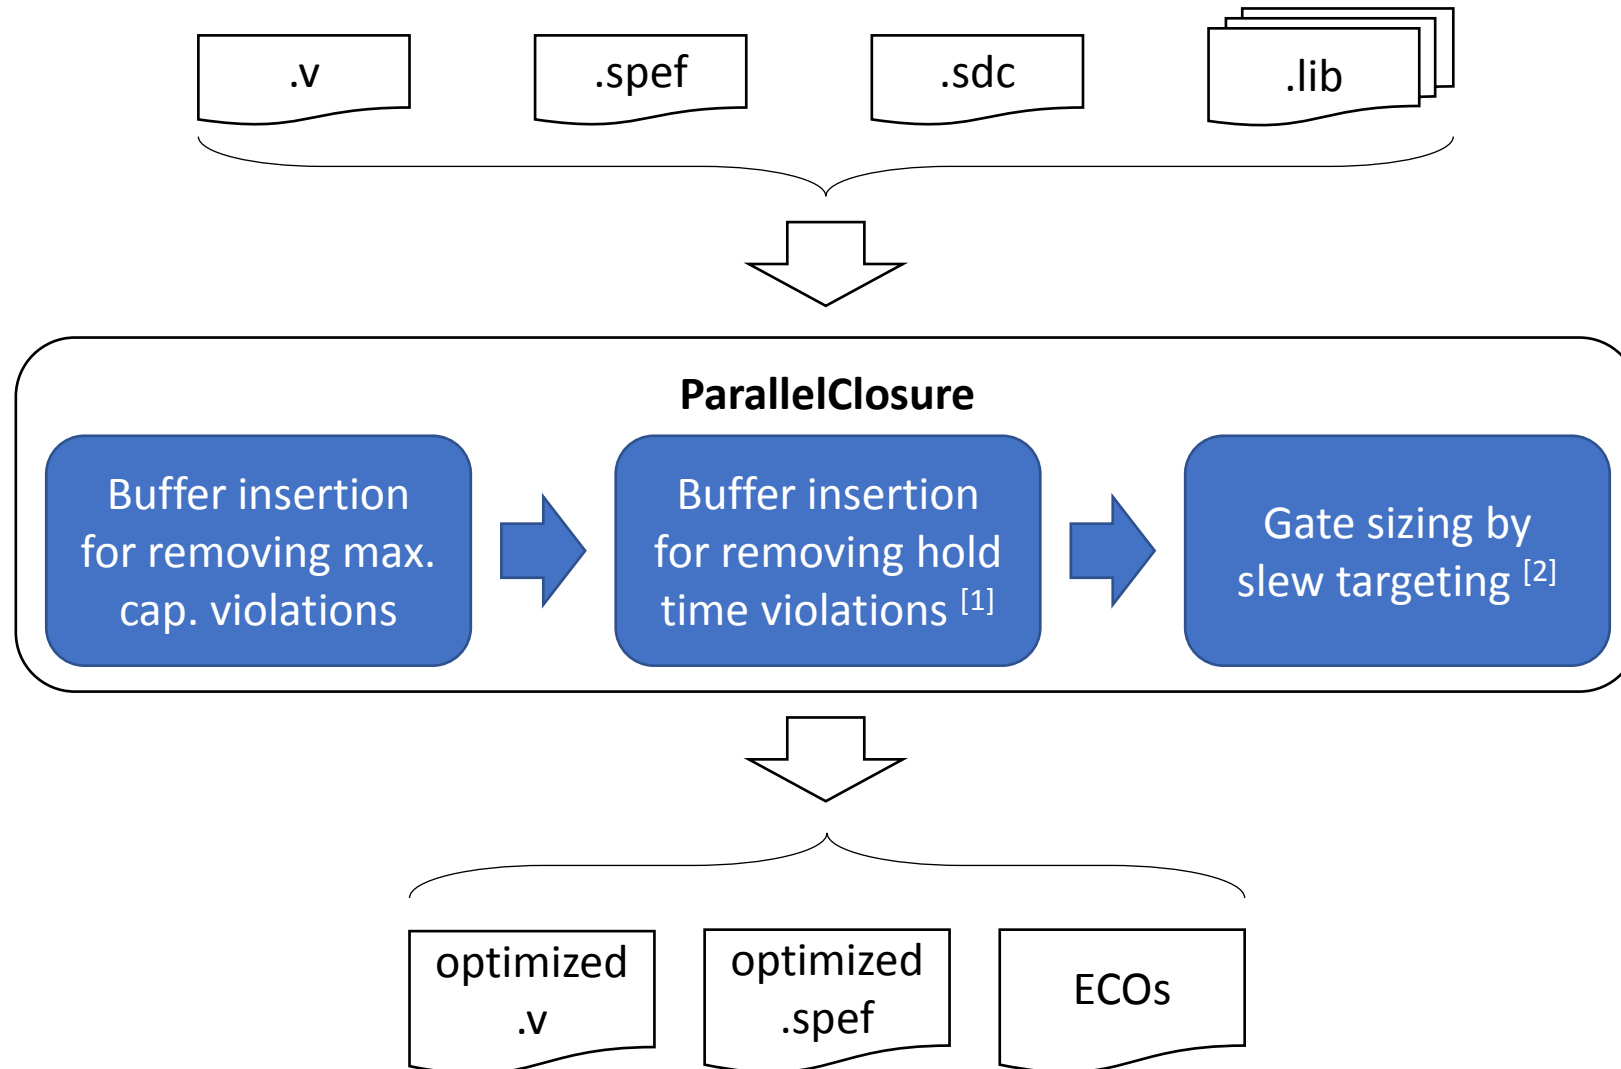 .v
.spef
.sdc
.lib
ParallelClosure
Buffer insertion
for removing max.
cap. violations
Buffer insertion
for removing hold
time violations [1]
Gate sizing by
slew targeting [2]
optimized
.v
optimized
.spef
ECOs